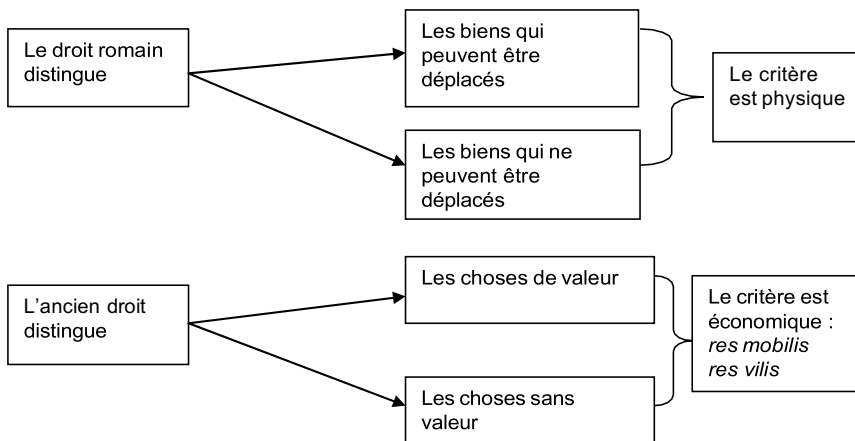 Le droit romain
distingue
Les biens qui
peuvent être
déplacés
Les biens qui ne
peuvent être
déplacés
Le critère
est physique
L’ancien droit
distingue
Les choses de valeur
Les choses sans
valeur
Le critère est
économique :
res mobilis
res vilis